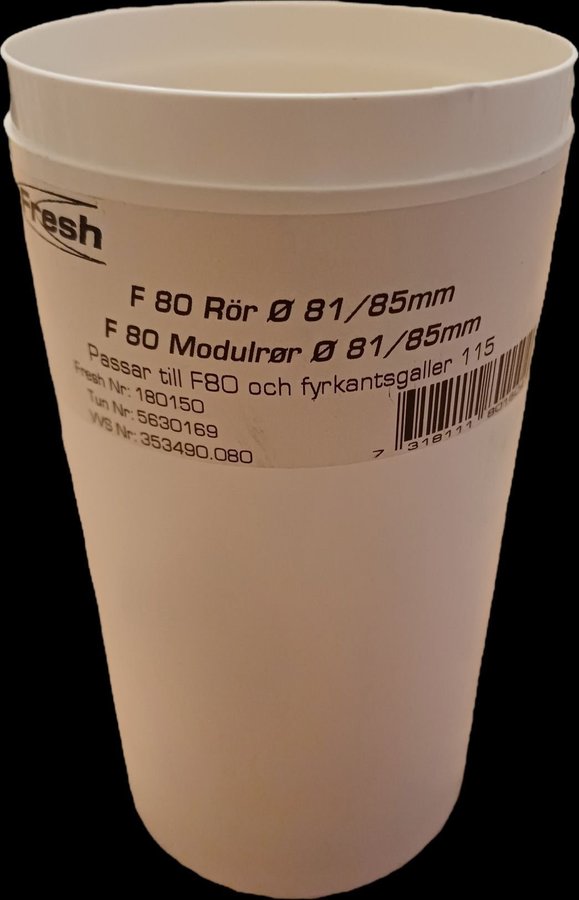 Fresh
F 80 Rör Ø 81/85mm
F 80 Modulrør Ø 81/85mm
Passar till F80 och fyrkantsgaller 115
Fresh Nr: 180150
Tun Nr: 5630169
VVS Nr: 353490.080
7 318111